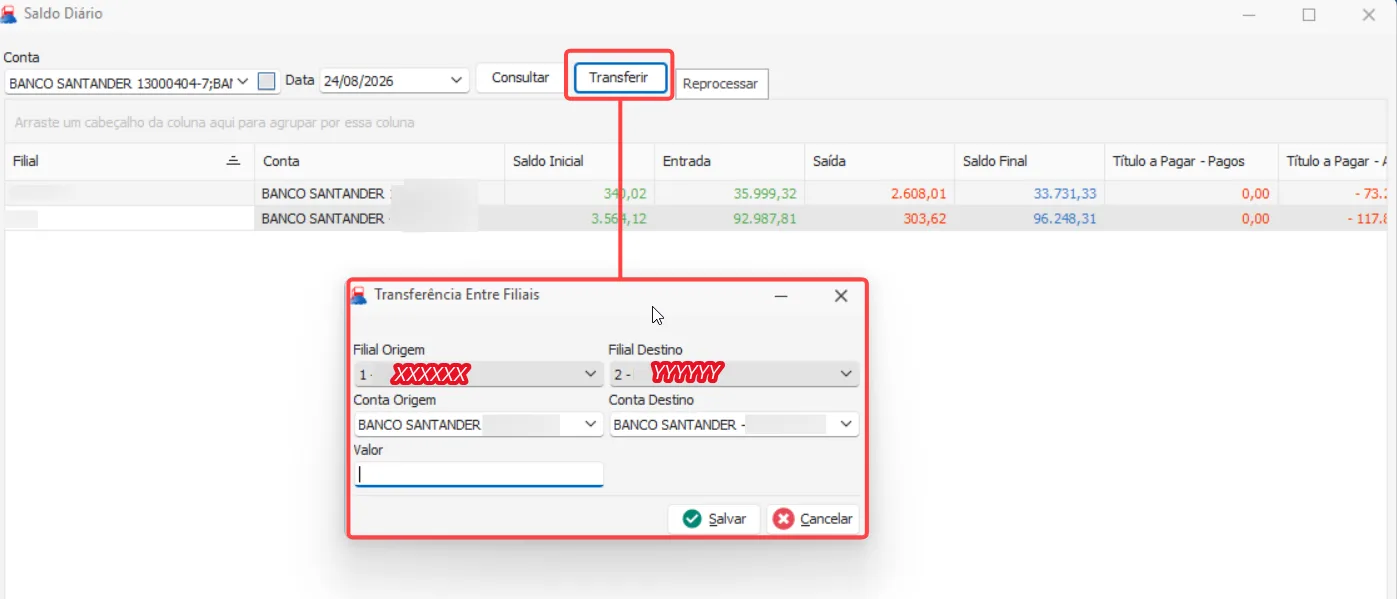 Saldo Diário
Conta
BANCO SANTANDER 13000404-7;BAI Data 24/08/2026 Consultar Transferir Reprocessar
Arraste um cabeçalho da coluna aqui para agrupar por essa coluna
Filial Conta Saldo Inicial Entrada Saída Saldo Final Título a Pagar - Pagos Título a Pagar - A
BANCO SANTANDER 340,02 35.999,32 2.608,01 33.731,33 0,00 - 73.2
BANCO SANTANDER - 3.564,12 92.987,81 303,62 96.248,31 0,00 - 117.8
Transferência Entre Filiais
Filial Origem Filial Destino
1 - XXXXXX 2 - YYYYYY
Conta Origem Conta Destino
BANCO SANTANDER BANCO SANTANDER -
Valor
Salvar Cancelar